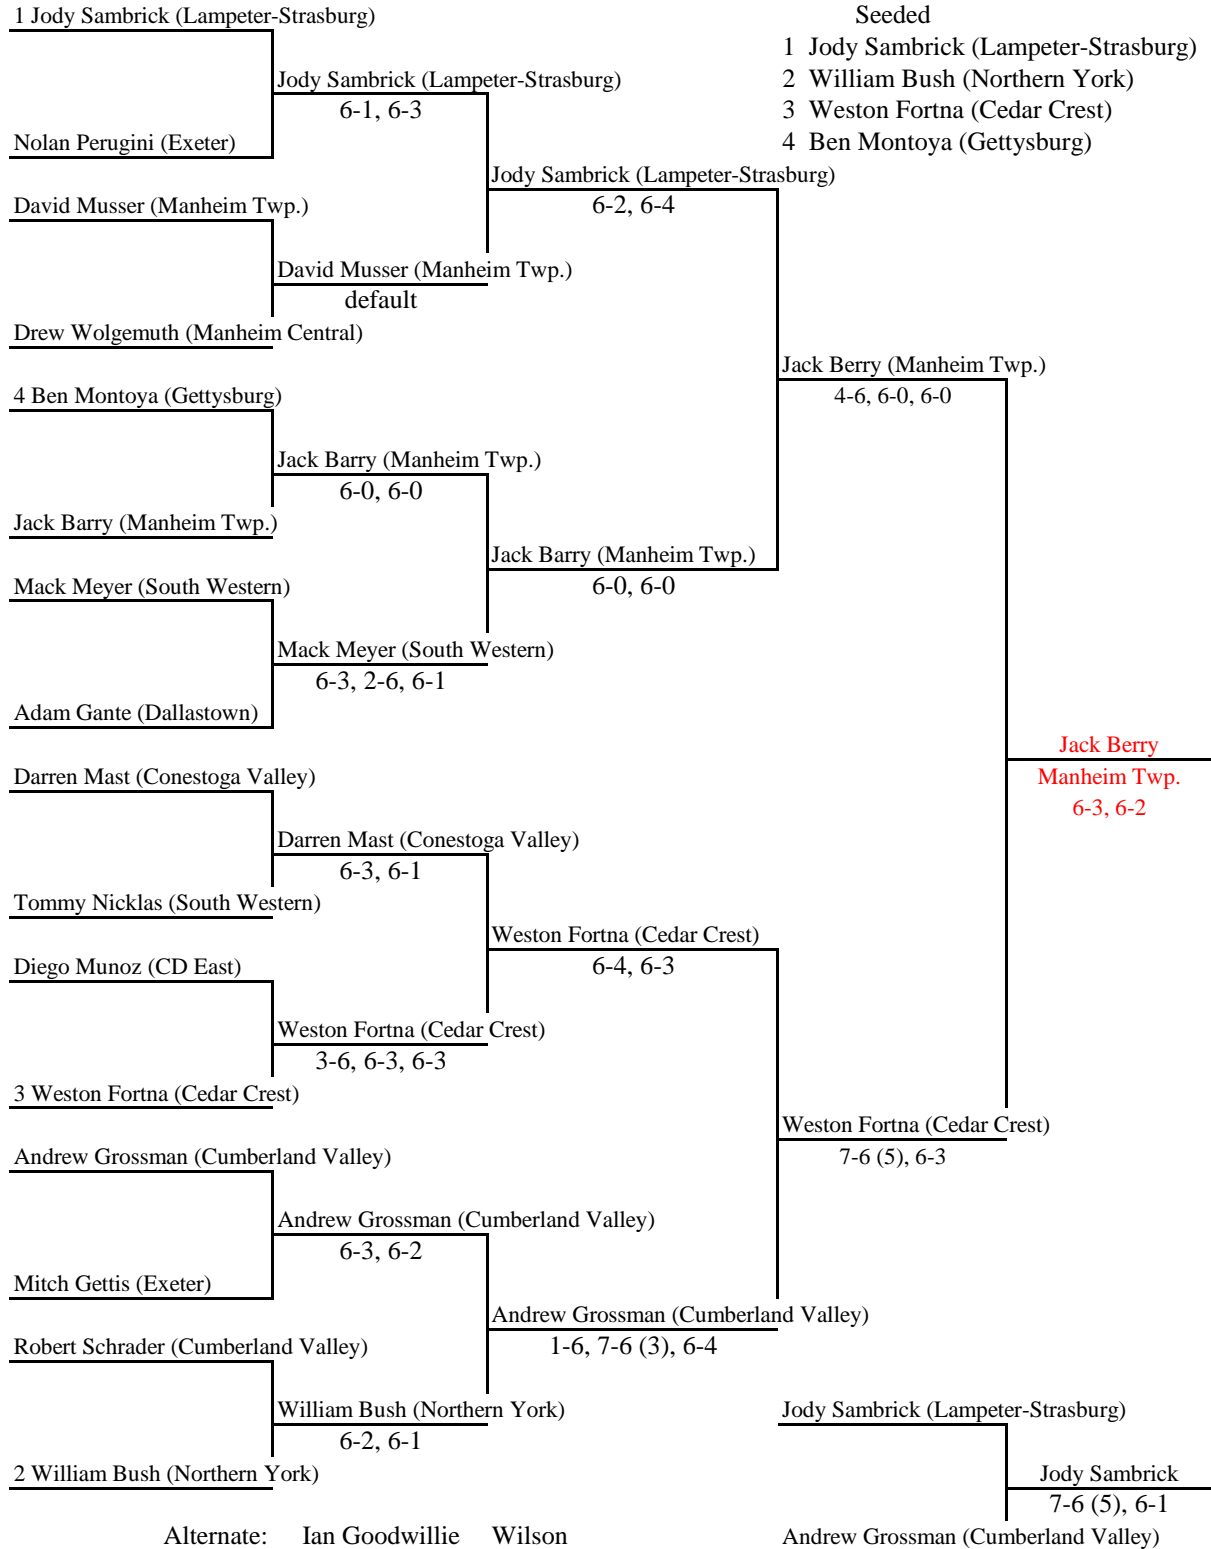 1 Jody Sambrick (Lampeter-Strasburg)
Seeded
1 Jody Sambrick (Lampeter-Strasburg)
2 William Bush (Northern York)
3 Weston Fortna (Cedar Crest)
4 Ben Montoya (Gettysburg)
Jody Sambrick (Lampeter-Strasburg)
6-1, 6-3
Nolan Perugini (Exeter)
Jody Sambrick (Lampeter-Strasburg)
6-2, 6-4
David Musser (Manheim Twp.)
David Musser (Manheim Twp.)
default
Drew Wolgemuth (Manheim Central)
Jack Berry (Manheim Twp.)
4-6, 6-0, 6-0
4 Ben Montoya (Gettysburg)
Jack Barry (Manheim Twp.)
6-0, 6-0
Jack Barry (Manheim Twp.)
Jack Barry (Manheim Twp.)
6-0, 6-0
Mack Meyer (South Western)
Mack Meyer (South Western)
6-3, 2-6, 6-1
Adam Gante (Dallastown)
Jack Berry
Manheim Twp.
6-3, 6-2
Darren Mast (Conestoga Valley)
Darren Mast (Conestoga Valley)
6-3, 6-1
Tommy Nicklas (South Western)
Weston Fortna (Cedar Crest)
6-4, 6-3
Diego Munoz (CD East)
Weston Fortna (Cedar Crest)
3-6, 6-3, 6-3
3 Weston Fortna (Cedar Crest)
Weston Fortna (Cedar Crest)
7-6 (5), 6-3
Andrew Grossman (Cumberland Valley)
Andrew Grossman (Cumberland Valley)
6-3, 6-2
Mitch Gettis (Exeter)
Andrew Grossman (Cumberland Valley)
1-6, 7-6 (3), 6-4
Robert Schrader (Cumberland Valley)
William Bush (Northern York)
6-2, 6-1
2 William Bush (Northern York)
Jody Sambrick (Lampeter-Strasburg)
Jody Sambrick
7-6 (5), 6-1
Andrew Grossman (Cumberland Valley)
Alternate: Ian Goodwillie Wilson